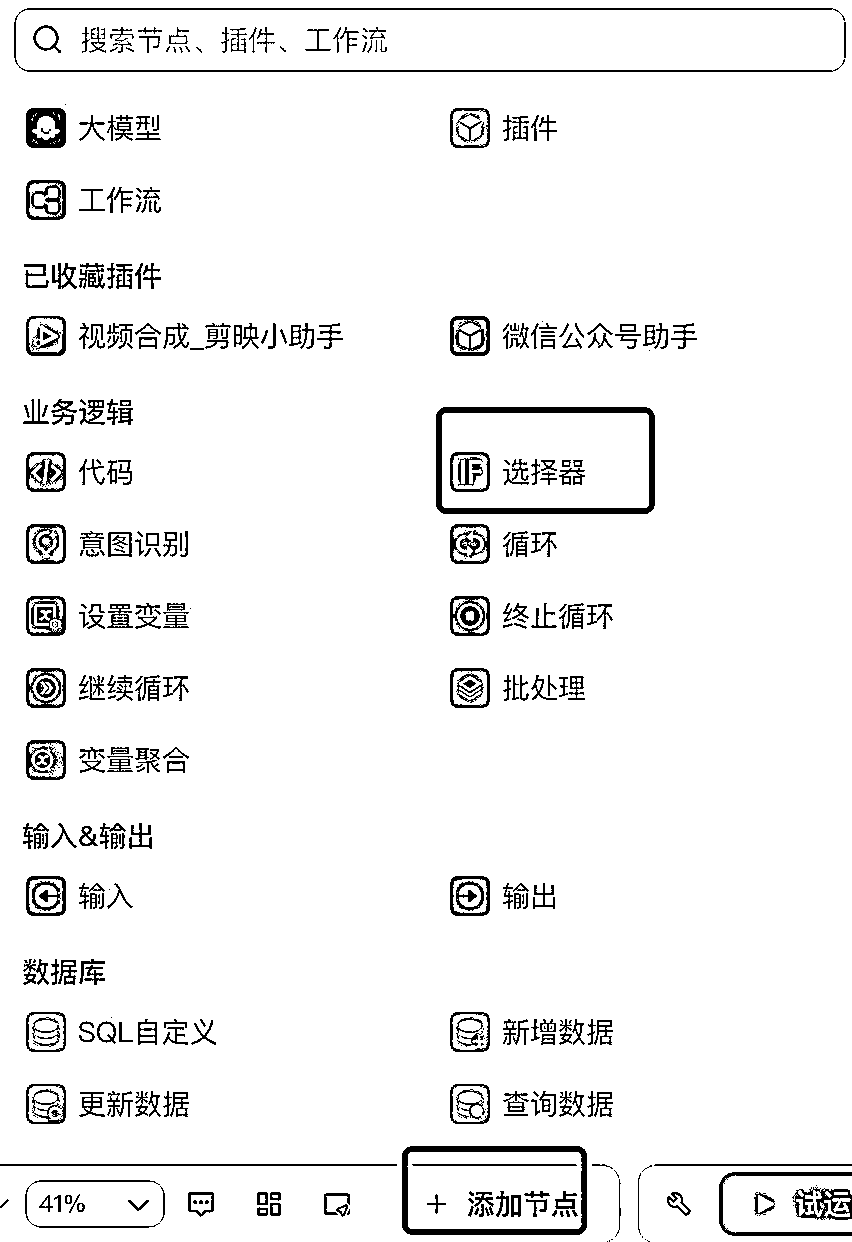 搜索节点、插件、工作流
大模型 插件
工作流
已收藏插件
视频合成_剪映小助手 微信公众号助手
业务逻辑
代码 选择器
意图识别 循环
设置变量 终止循环
继续循环 批处理
变量聚合
输入&输出
输入 输出
数据库
SQL自定义 新增数据
更新数据 查询数据
41% + 添加节点 试运